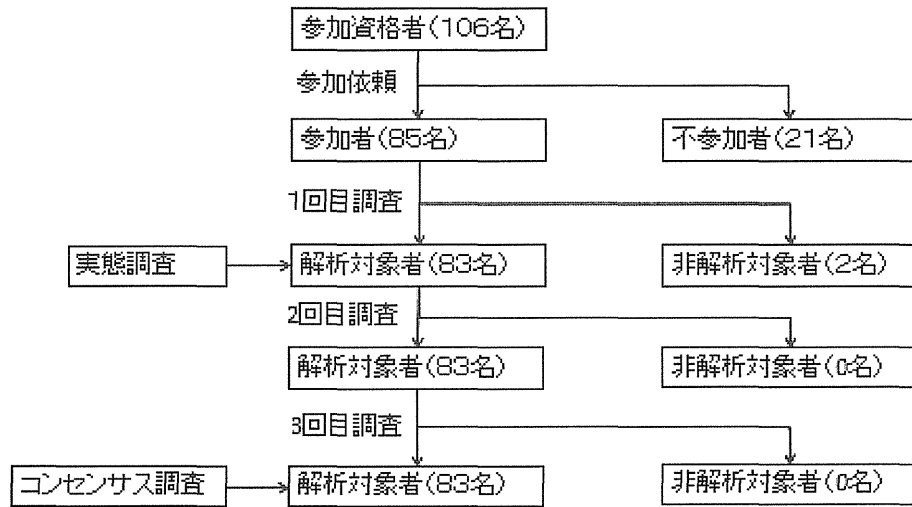 参加資格者(106名)
参加依頼
参加者(85名)
不参加者(21名)
1回目調査
実態調査
解析対象者(83名)
非解析対象者(2名)
2回目調査
解析対象者(83名)
非解析対象者(0名)
3回目調査
コンセンサス調査
解析対象者(83名)
非解析対象者(0名)